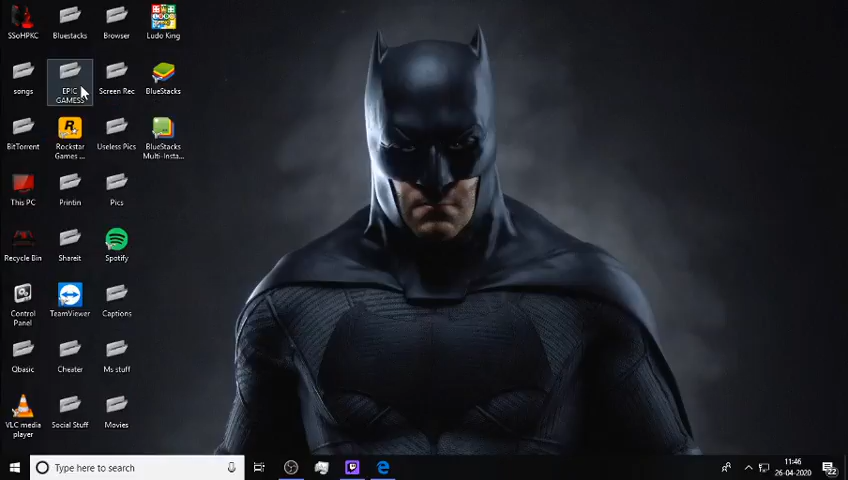 SSoHPKC
Bluestacks
Browser
Ludo King
songs
EPIC
GAMESS
Screen Rec
BlueStacks
BitTorrent
Rockstar
Games ...
Useless Pics
BlueStacks
Multi-Insta...
This PC
Printin
Pics
Recycle Bin
Shareit
Spotify
Control
Panel
TeamViewer
Captions
Qbasic
Cheater
Ms stuff
VLC media
player
Social Stuff
Movies
Type here to search
11:46
26-04-2020
22